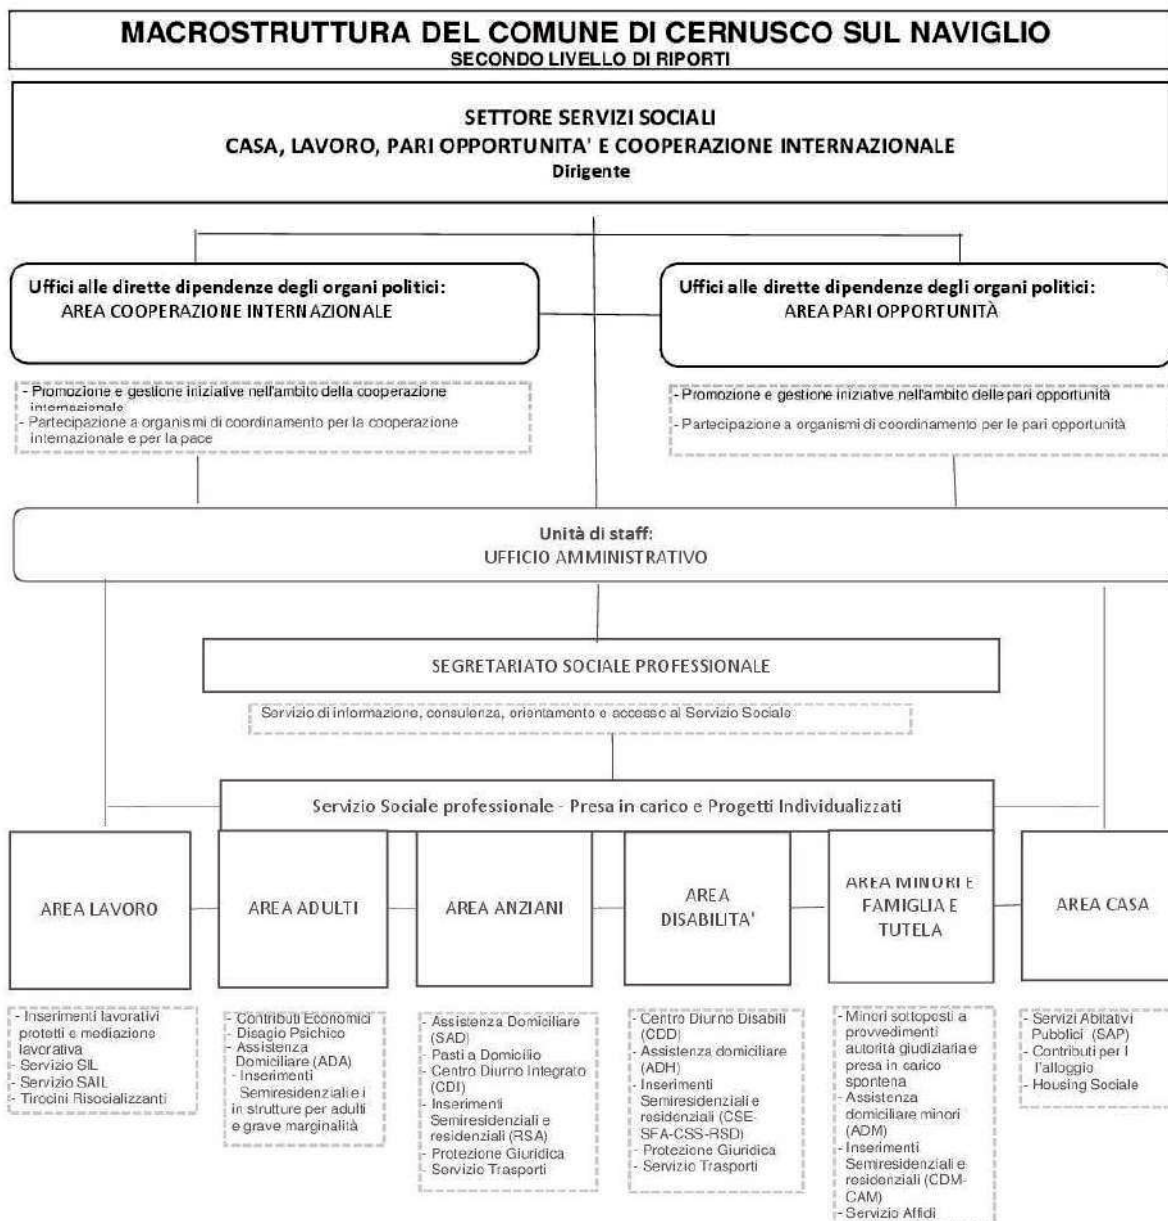 MACROSTRUTTURA DEL COMUNE DI CERNUSCO SUL NAVIGLIO
SECONDO LIVELLO DI RIPORTI
SETTORE SERVIZI SOCIALI
CASA, LAVORO, PARI OPPORTUNITA' E COOPERAZIONE INTERNAZIONALE
Dirigente
Uffici alle dirette dipendenze degli organi politici:
AREA COOPERAZIONE INTERNAZIONALE
Uffici alle dirette dipendenze degli organi politici:
AREA PARI OPPORTUNITÀ
- Promozione e gestione iniziative nell'ambito della cooperazione
internazionale
- Partecipazione a organismi di coordinamento per la cooperazione
internazionale e per la pace
- Promozione e gestione iniziative nell'ambito delle pari opportunità
- Partecipazione a organismi di coordinamento per le pari opportunità
Unità di staff:
UFFICIO AMMINISTRATIVO
SEGRETARIATO SOCIALE PROFESSIONALE
Servizio di informazione, consulenza, orientamento e accesso al Servizio Sociale
Servizio Sociale professionale - Presa in carico e Progetti Individualizzati
AREA LAVORO
AREA ADULTI
AREA ANZIANI
AREA
DISABILITA'
AREA MINORI E
FAMIGLIA E
TUTELA
AREA CASA
- Inserimenti lavorativi
protetti e mediazione
lavorativa
- Servizio SIL
- Servizio SAIL
- Tirocini Risocializzanti
- Contributi Economici
- Disagio Psichico
- Assistenza
Domiciliare (ADA)
- Inserimenti
Semiresidenziali e i
in strutture per adulti
e grave marginalità
- Assistenza Domiciliare
(SAD)
- Pasti a Domicilio
- Centro Diurno Integrato
(CDI)
- Inserimenti
Semiresidenziali e
residenziali (RSA)
- Protezione Giuridica
- Servizio Trasporti
- Centro Diurno Disabili
(CDD)
- Assistenza domiciliare
(ADH)
- Inserimenti
Semiresidenziali e
residenziali (CSE-
SFA-CSS-RSD)
- Protezione Giuridica
- Servizio Trasporti
- Minori sottoposti a
provvedimenti
autorità giudiziaria e
presa in carico
spontena
- Assistenza
domiciliare minori
(ADM)
- Inserimenti
Semiresidenziali e
residenziali (CDM-
CAM)
- Servizio Affidi
- Servizi Abitativi
Pubolici (SAP)
- Contributi per l
l'alloggio
- Housing Sociale